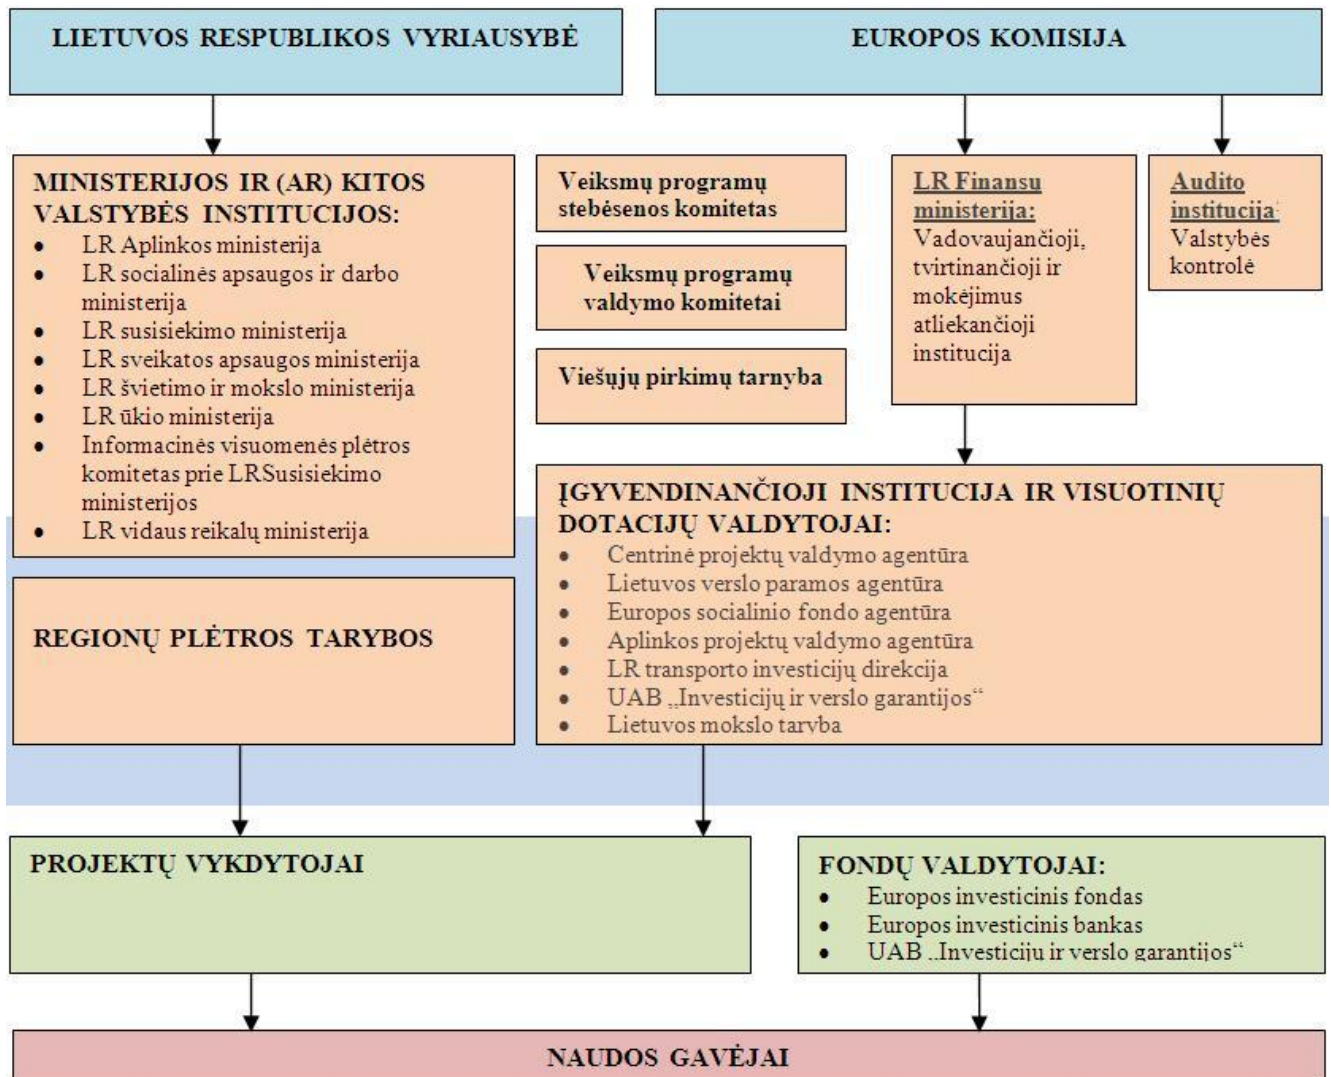 LIETUVOS RESPUBLIKOS VYRIAUSYBĖ
EUROPOS KOMISIJA
MINISTERIJOS IR (AR) KITOS
VALSTYBĖS INSTITUCIJOS:
• LR Aplinkos ministerija
• LR socialinės apsaugos ir darbo
ministerija
• LR susisiekimo ministerija
• LR sveikatos apsaugos ministerija
• LR švietimo ir mokslo ministerija
• LR ūkio ministerija
• Informacinės visuomenės plėtros
komitetas prie LRSusisiekimo
ministerijos
• LR vidaus reikalų ministerija
Veiksmų programų
stebėsenos komitetas
Veiksmų programų
valdymo komitetai
Viešųjų pirkimų tarnyba
LR Finansu
ministerija:
Vadovaujančioji,
tvirtinančioji ir
mokėjimus
atliekančioji
institucija
Audito
institucija:
Valstybės
kontrolė
REGIONŲ PLĖTROS TARYBOS
ĮGYVENDINANČIOJI INSTITUCIJA IR VISUOTINIŲ
DOTACIJŲ VALDYTOJAI:
• Centrinė projektų valdymo agentūra
• Lietuvos verslo paramos agentūra
• Europos socialinio fondo agentūra
• Aplinkos projektų valdymo agentūra
• LR transporto investicijų direkcija
• UAB „Investicijų ir verslo garantijos“
• Lietuvos mokslo taryba
PROJEKTŲ VYKDYTOJAI
FONDŲ VALDYTOJAI:
• Europos investicinis fondas
• Europos investicinis bankas
• UAB „Investicijų ir verslo garantijos“
NAUDOS GAVĖJAI